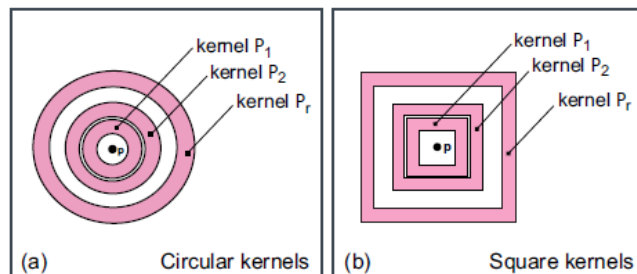 kernel P1
kernel P2
kernel Pr
p
(a) Circular kernels
kernel P1
kernel P2
kernel Pr
p
(b) Square kernels